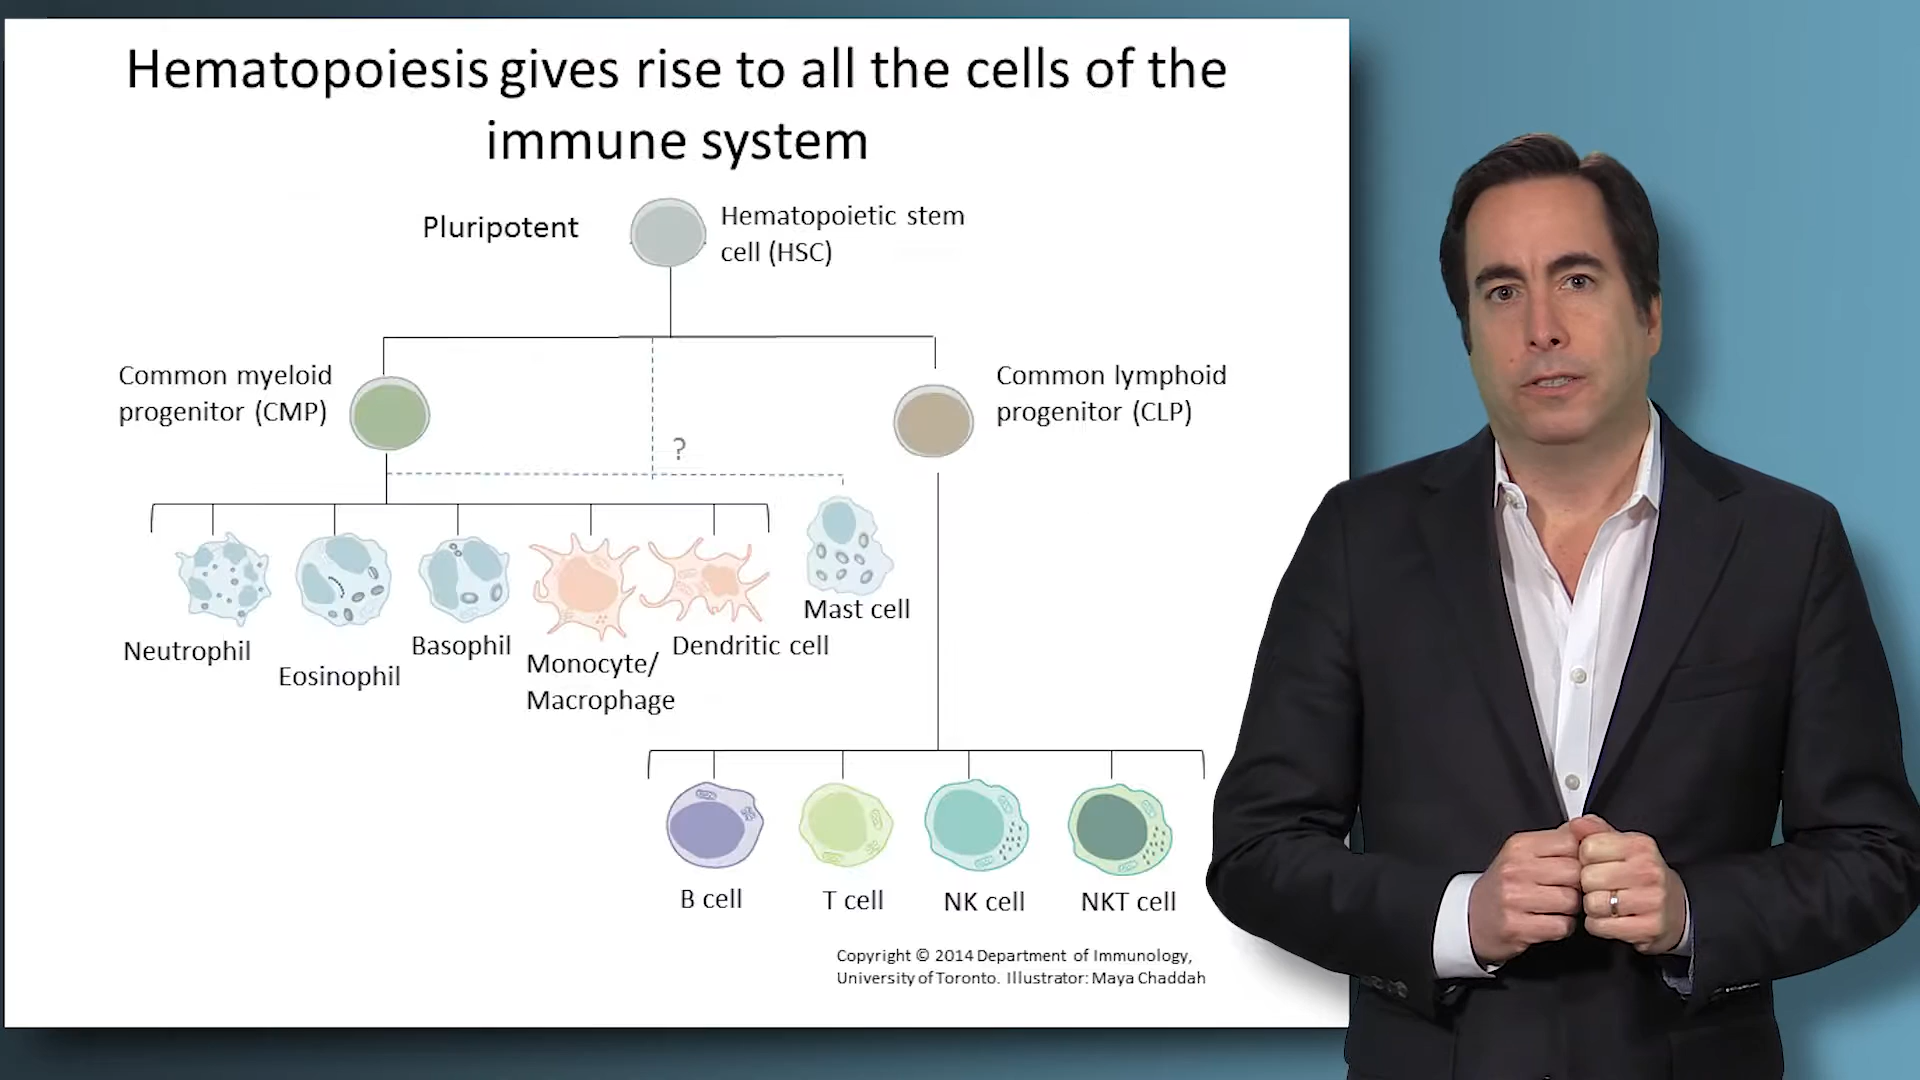 Hematopoiesis gives rise to all the cells of the
immune system
Pluripotent
Hematopoietic stem
cell (HSC)
Common myeloid
progenitor (CMP)
Common lymphoid
progenitor (CLP)
?
Mast cell
Neutrophil
Eosinophil
Basophil
Monocyte/
Macrophage
Dendritic cell
B cell
T cell
NK cell
NKT cell
Copyright © 2014 Department of Immunology,
University of Toronto. Illustrator: Maya Chaddah